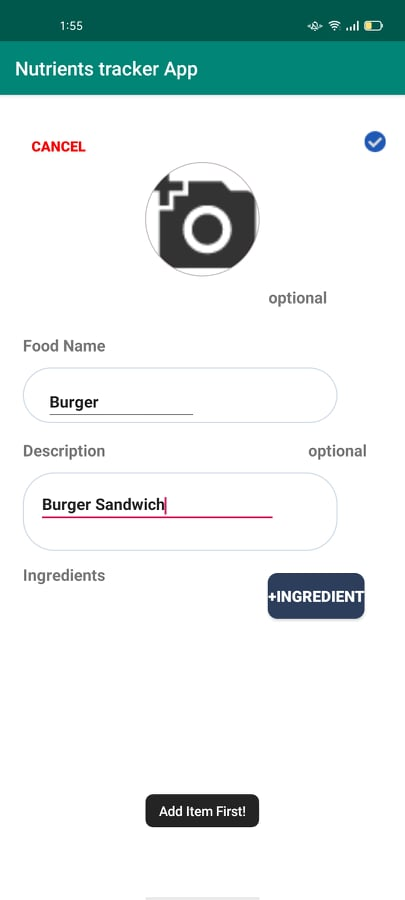 1:55
Nutrients tracker App
CANCEL
optional
Food Name
Burger
Description optional
Burger Sandwich
Ingredients
+INGREDIENT
Add Item First!